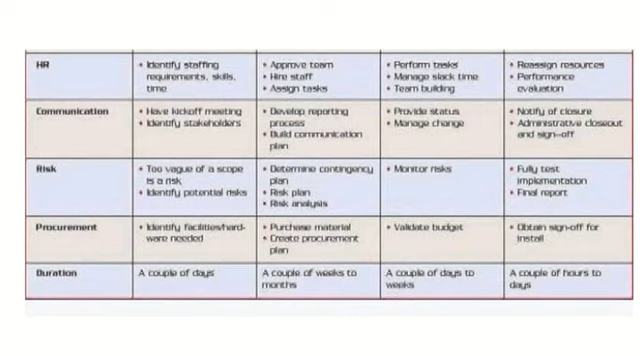 HR
• Identify staffing
requirements, skills,
time
• Approve team
• Hire staff
• Assign tasks
• Perform tasks
• Manage slack time
• Team building
• Reassign resources
• Performance
evaluation
Communication
• Have kickoff meeting
• Identify stakeholders
• Develop reporting
process
• Build communication
plan
• Provide status
• Manage change
• Notify of closure
• Administrative closeout
and sign-off
Risk
• Too vague of a scope
is a risk
• Identify potential risks
• Determine contingency
plan
• Risk plan
• Risk analysis
• Monitor risks
• Fully test
implementation
• Final report
Procurement
• Identify facilities/hard-
ware needed
• Purchase material
• Create procurement
plan
• Validate budget
• Obtain sign-off for
install
Duration
A couple of days
A couple of weeks to
months
A couple of days to
weeks
A couple of hours to
days